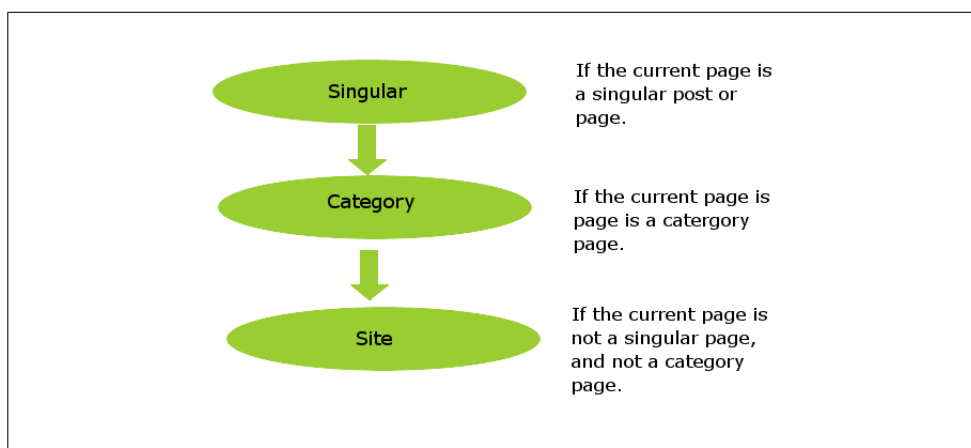 Singular
If the current page is
a singular post or
page.
Category
If the current page is
page is a catergory
page.
Site
If the current page is
not a singular page,
and not a category
page.